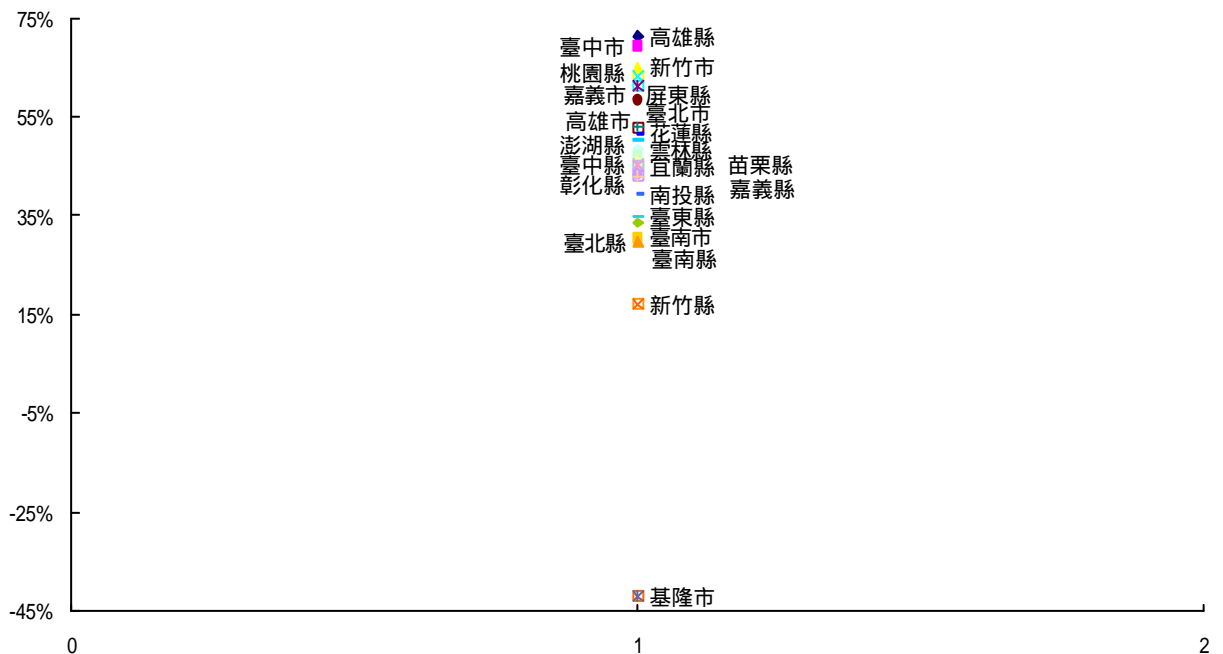 75%
高雄縣
臺中市
新竹市
桃園縣
嘉義市
屏東縣
55%
臺北市
高雄市
花蓮縣
澎湖縣
雲林縣
臺中縣
宜蘭縣
苗栗縣
彰化縣
嘉義縣
南投縣
35%
臺東縣
臺南市
臺北縣
臺南縣
15%
新竹縣
-5%
-25%
-45%
基隆市
0
1
2